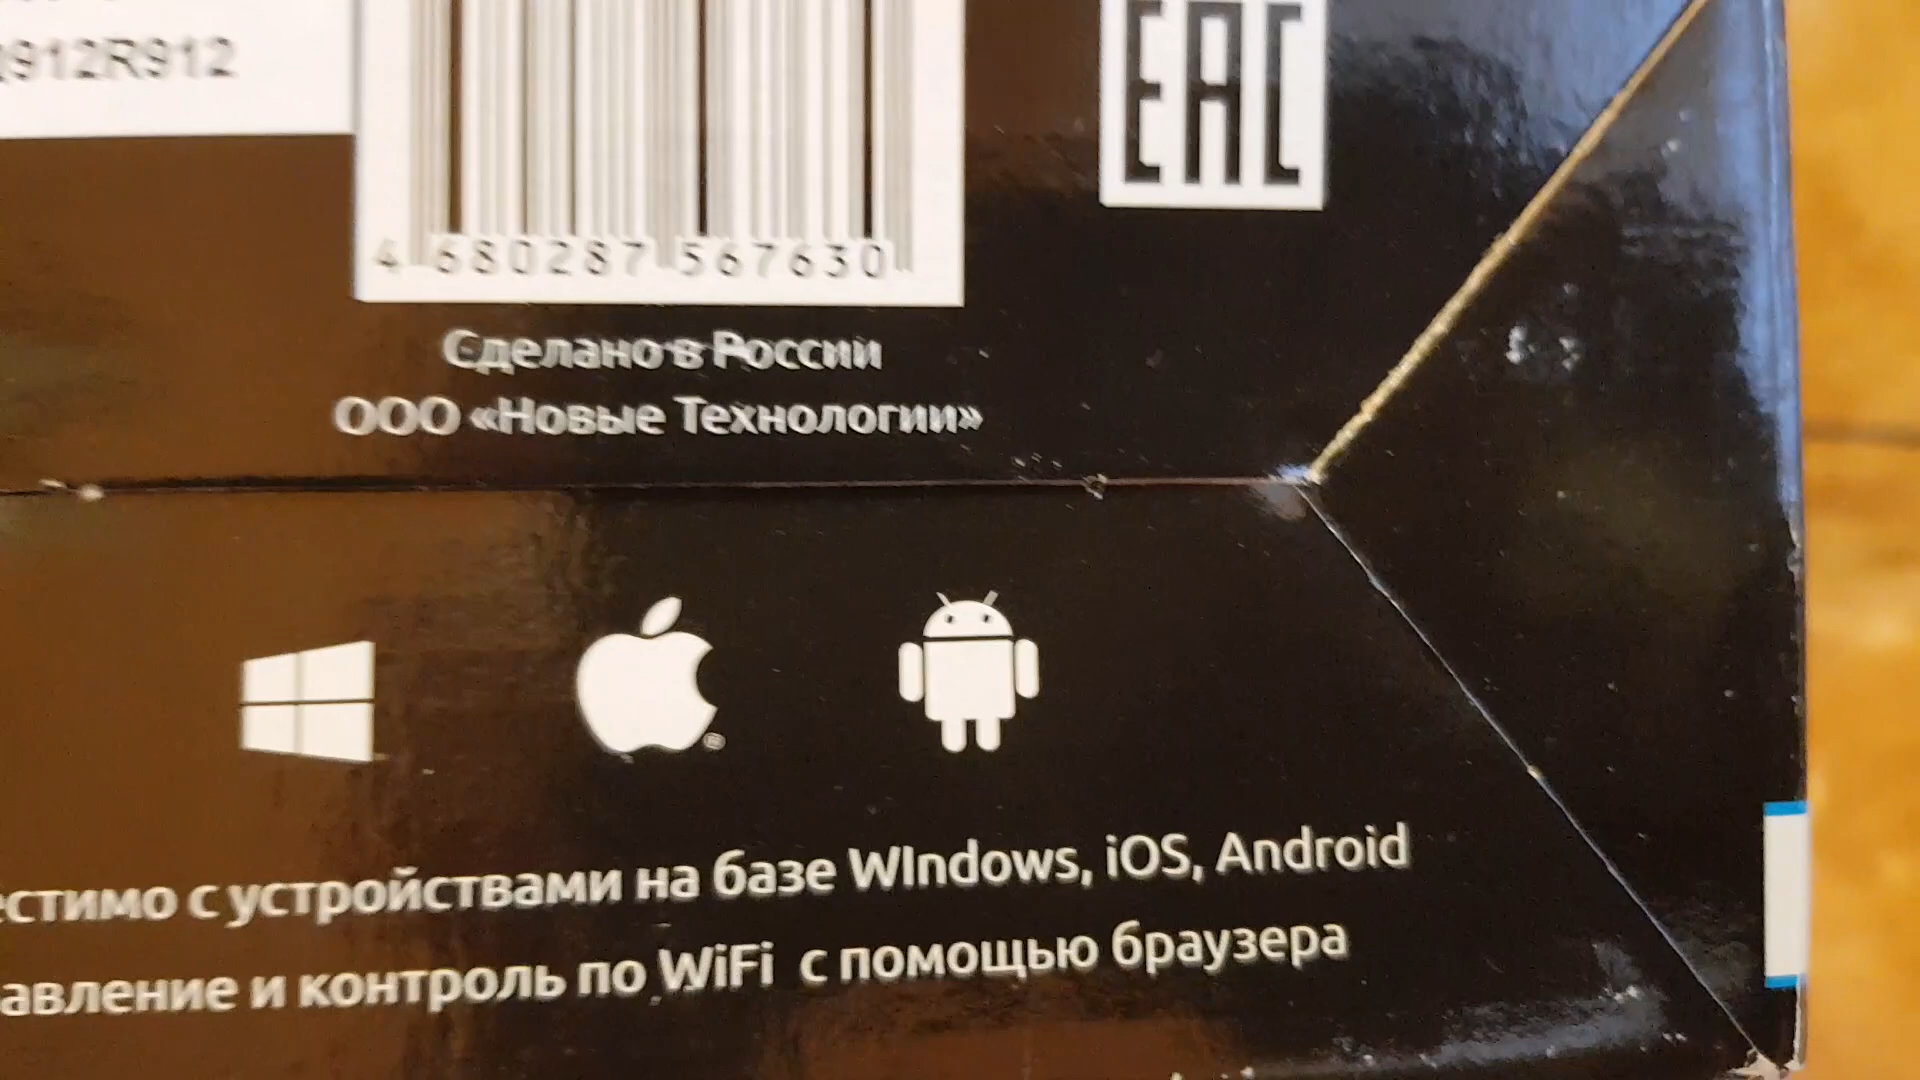 912R912
EAC
4 680287 567630
Сделано в России
ООО «Новые Технологии»
естимо с устройствами на базе WIndows, iOS, Android
авление и контроль по WiFi с помощью браузера